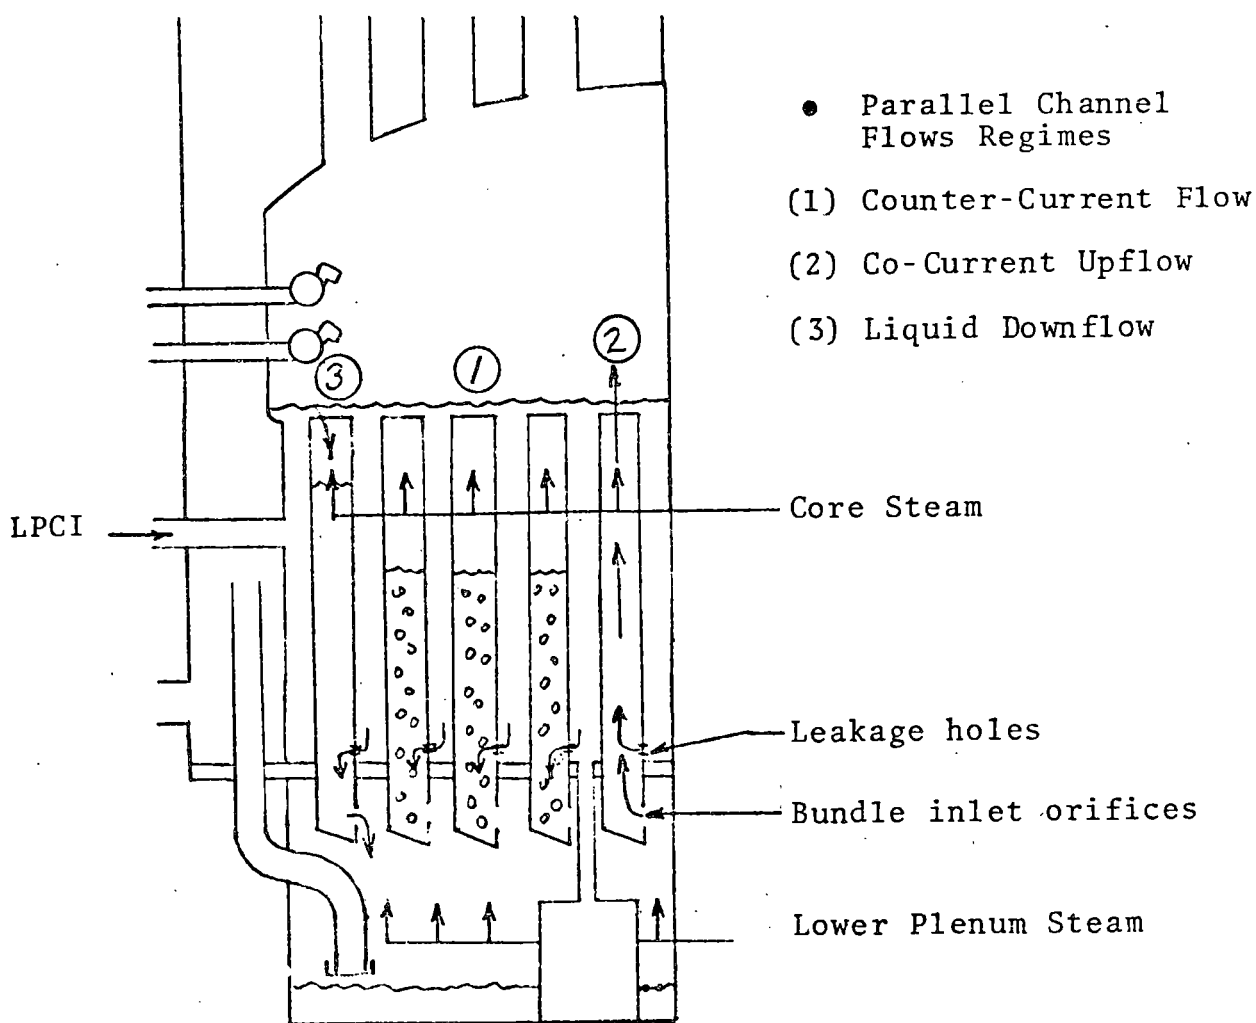 ● Parallel Channel
Flows Regimes
(1) Counter-Current Flow
(2) Co-Current Upflow
(3) Liquid Downflow
2
3
1
Core Steam
LPCI
Leakage holes
Bundle inlet orifices
Lower Plenum Steam